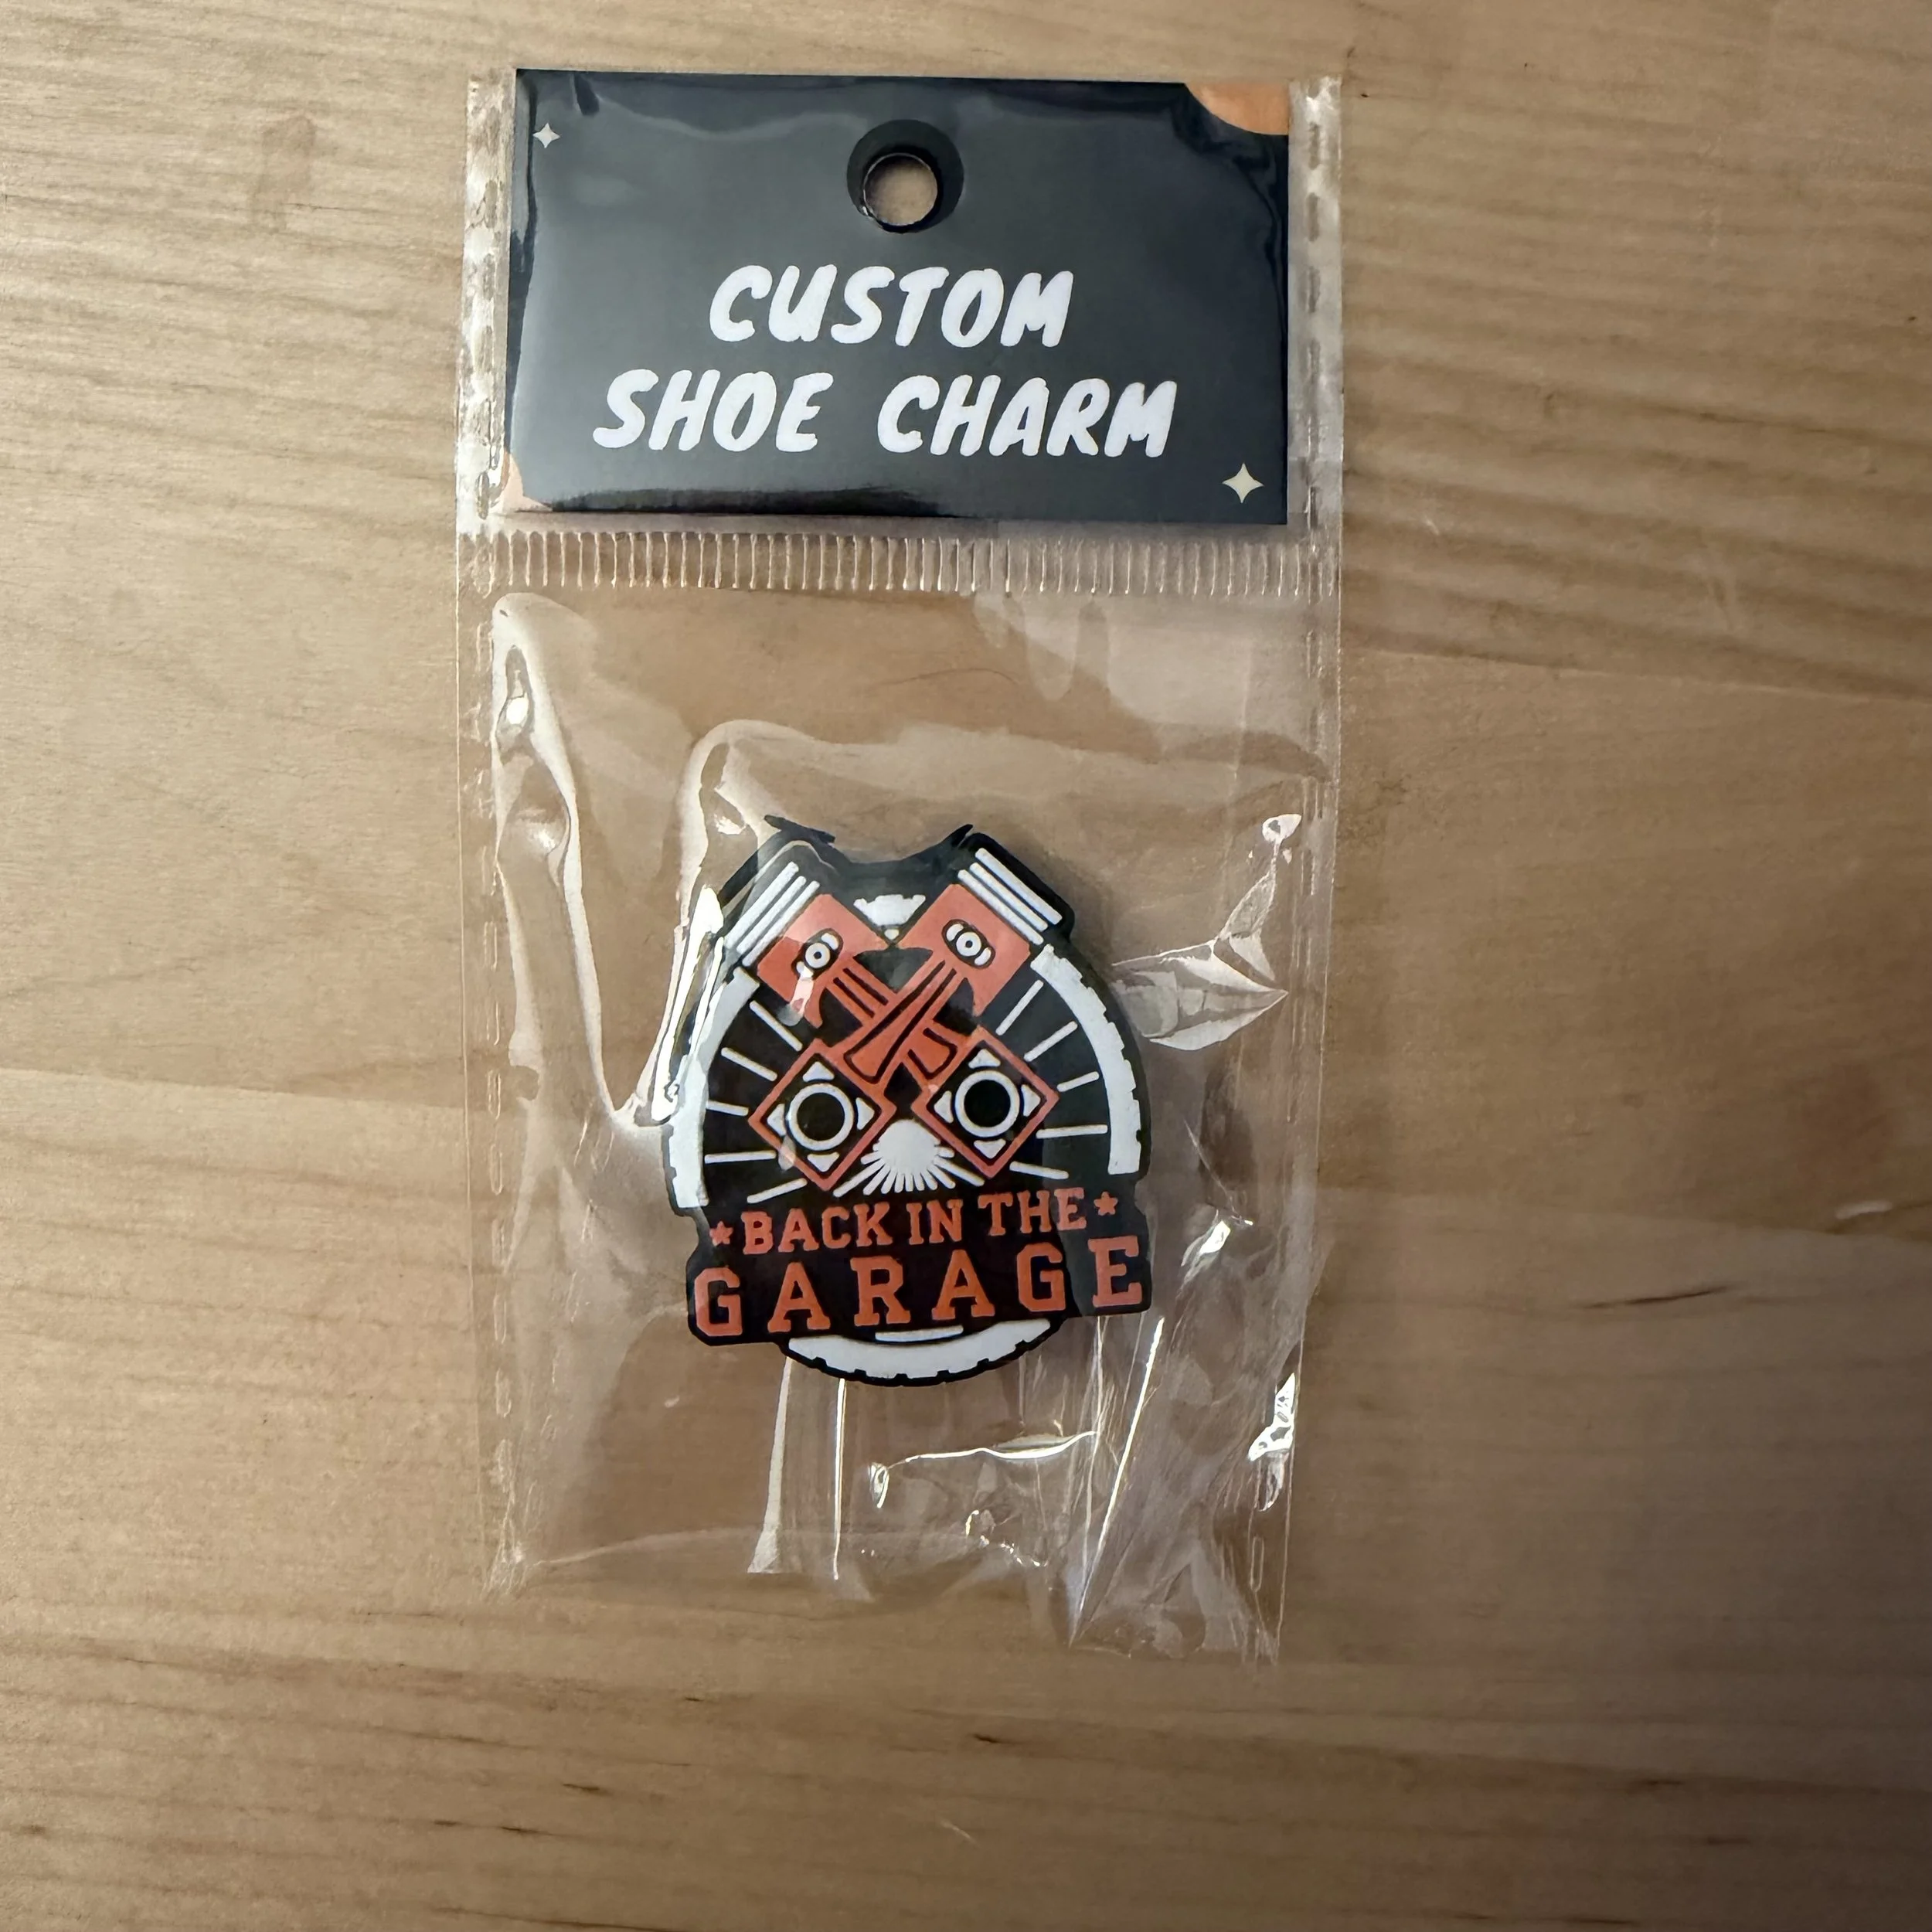 CUSTOM
SHOE CHARM
BACK IN THE
GARAGE